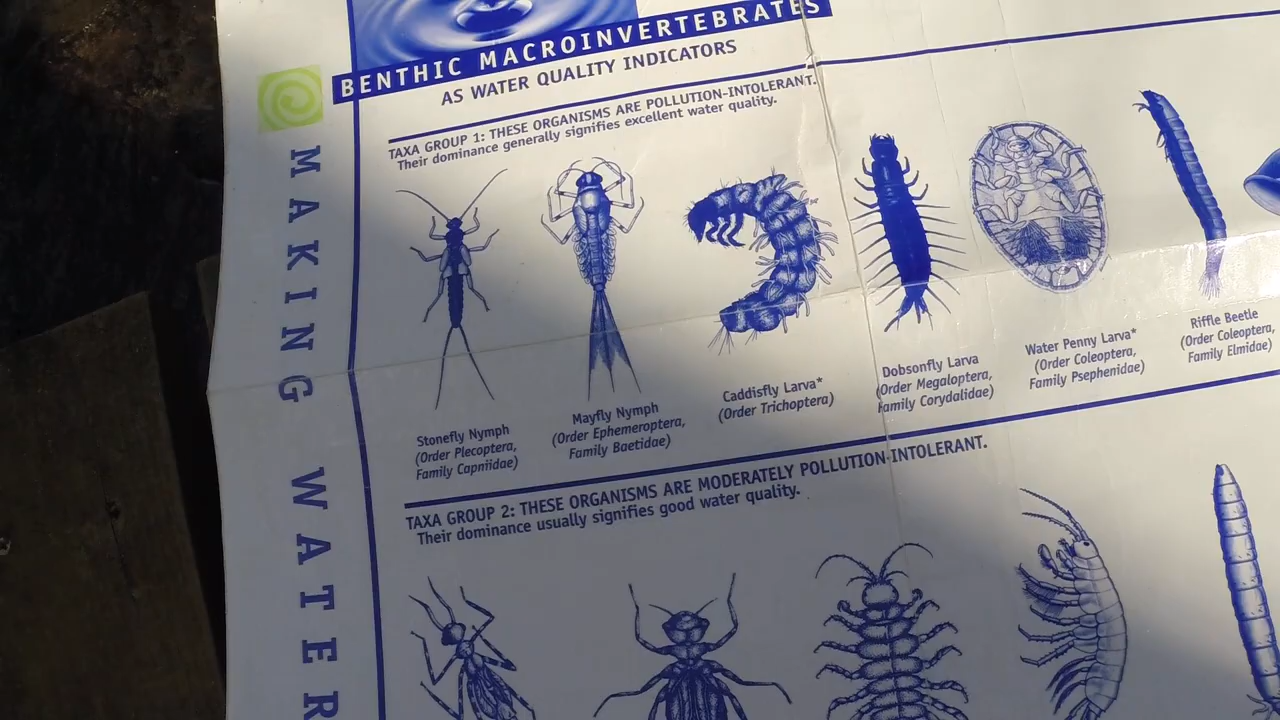 BENTHIC MACROINVERTEBRATES
AS WATER QUALITY INDICATORS
TAXA GROUP 1: THESE ORGANISMS ARE POLLUTION-INTOLERANT.
Their dominance generally signifies excellent water quality.
Stonefly Nymph
(Order Plecoptera,
Family Capniidae)
Mayfly Nymph
(Order Ephemeroptera,
Family Baetidae)
Caddisfly Larva*
(Order Trichoptera)
Dobsonfly Larva
(Order Megaloptera,
Family Corydalidae)
Water Penny Larva*
(Order Coleoptera,
Family Psephenidae)
Riffle Beetle
(Order Coleoptera,
Family Elmidae)
TAXA GROUP 2: THESE ORGANISMS ARE MODERATELY POLLUTION-INTOLERANT.
Their dominance usually signifies good water quality.
MAKING WATER